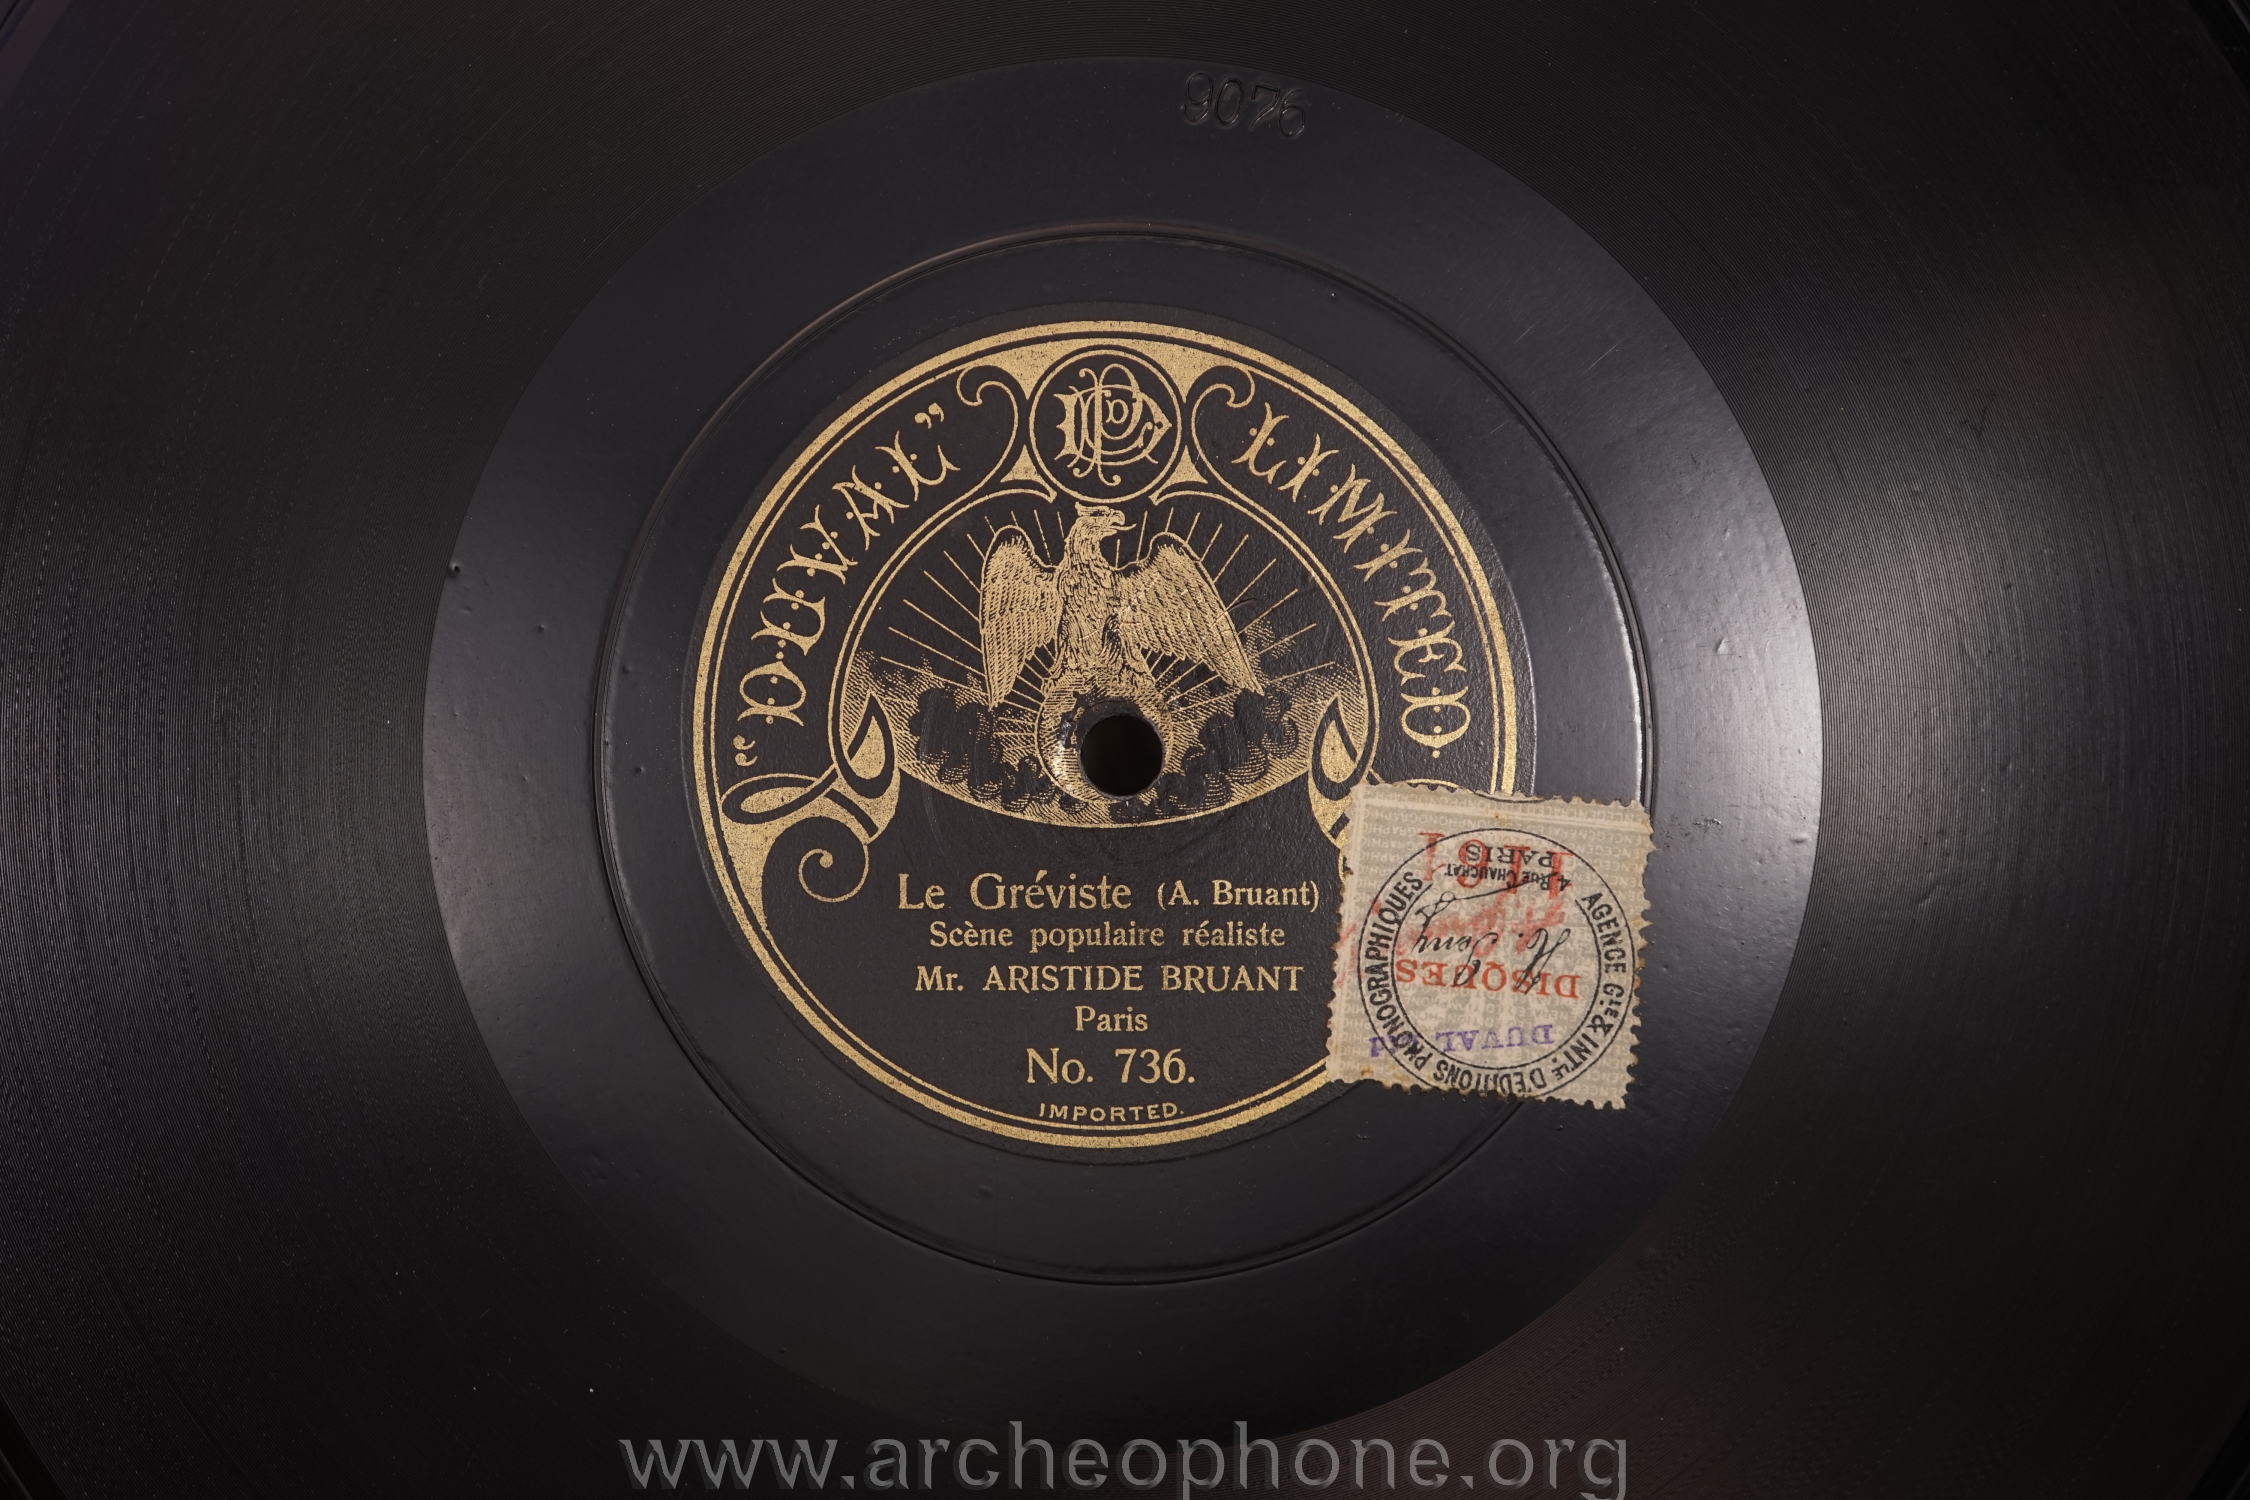 9076
"DUVAL" LIMITED
Le Gréviste (A. Bruant)
Scène populaire réaliste
Mr. ARISTIDE BRUANT
Paris
No. 736.
IMPORTED.
AGENCE Gle & INTle D'EDITIONS PHONOGRAPHIQUES
4 RUE CHAUCHAT
PARIS
DISQUES
DUVAL
www.archeophone.org